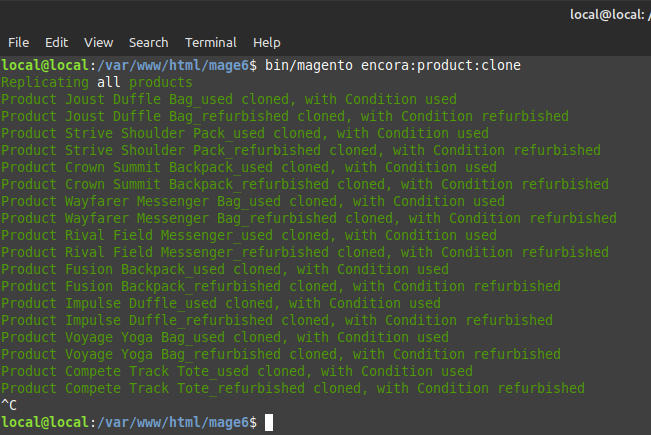 local@local: /
File Edit View Search Terminal Help
local@local:/var/www/html/mage6$ bin/magento encora:product:clone
Replicating all products
Product Joust Duffle Bag_used cloned, with Condition used
Product Joust Duffle Bag_refurbished cloned, with Condition refurbished
Product Strive Shoulder Pack_used cloned, with Condition used
Product Strive Shoulder Pack_refurbished cloned, with Condition refurbished
Product Crown Summit Backpack_used cloned, with Condition used
Product Crown Summit Backpack_refurbished cloned, with Condition refurbished
Product Wayfarer Messenger Bag_used cloned, with Condition used
Product Wayfarer Messenger Bag_refurbished cloned, with Condition refurbished
Product Rival Field Messenger_used cloned, with Condition used
Product Rival Field Messenger_refurbished cloned, with Condition refurbished
Product Fusion Backpack_used cloned, with Condition used
Product Fusion Backpack_refurbished cloned, with Condition refurbished
Product Impulse Duffle_used cloned, with Condition used
Product Impulse Duffle_refurbished cloned, with Condition refurbished
Product Voyage Yoga Bag_used cloned, with Condition used
Product Voyage Yoga Bag_refurbished cloned, with Condition refurbished
Product Compete Track Tote_used cloned, with Condition used
Product Compete Track Tote_refurbished cloned, with Condition refurbished
^C
local@local:/var/www/html/mage6$